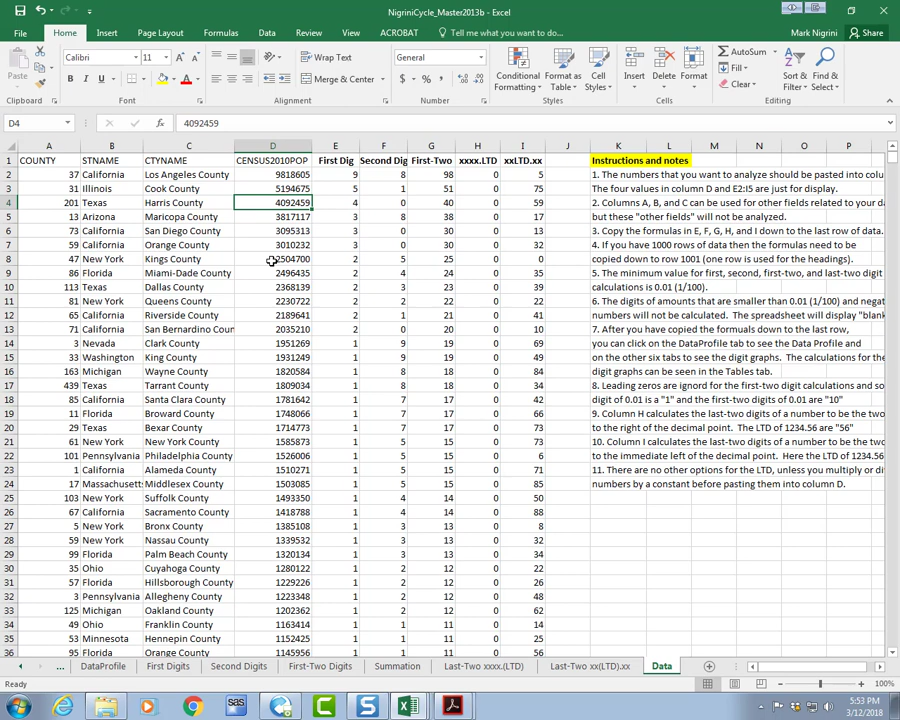 NigriniCycle_Master2013b - Excel
File Home Insert Page Layout Formulas Data Review View ACROBAT Tell me what you want to do... Mark Nigrini Share
Paste Calibri 11 A A Wrap Text General AutoSum
B I U A Merge & Center $ % Conditional Formatting Format as Table Cell Styles Insert Delete Format Fill Clear Sort & Filter Find & Select
Clipboard Font Alignment Number Styles Cells Editing
D4 fx 4092459
A B C D E F G H I J K L M N O P
1 COUNTY STNAME CTYNAME CENSUS2010POP First Dig Second Dig First-Two xxxx.LTD xxLTD.xx Instructions and notes
2 37 California Los Angeles County 9818605 9 8 98 0 5 1. The numbers that you want to analyze should be pasted into colu
3 31 Illinois Cook County 5194675 5 1 51 0 75 The four values in column D and E2:I5 are just for display.
4 201 Texas Harris County 4092459 4 0 40 0 59 2. Columns A, B, and C can be used for other fields related to your da
5 13 Arizona Maricopa County 3817117 3 8 38 0 17 but these "other fields" will not be analyzed.
6 73 California San Diego County 3095313 3 0 30 0 13 3. Copy the formulas in E, F, G, H, and I down to the last row of data.
7 59 California Orange County 3010232 3 0 30 0 32 4. If you have 1000 rows of data then the formulas need to be
8 47 New York Kings County 2504700 2 5 25 0 0 copied down to row 1001 (one row is used for the headings).
9 86 Florida Miami-Dade County 2496435 2 4 24 0 35 5. The minimum value for first, second, first-two, and last-two digit
10 113 Texas Dallas County 2368139 2 3 23 0 39 calculations is 0.01 (1/100).
11 81 New York Queens County 2230722 2 2 22 0 22 6. The digits of amounts that are smaller than 0.01 (1/100) and negat
12 65 California Riverside County 2189641 2 1 21 0 41 numbers will not be calculated. The spreadsheet will display "blank
13 71 California San Bernardino Coun 2035210 2 0 20 0 10 7. After you have copied the formuals down to the last row,
14 3 Nevada Clark County 1951269 1 9 19 0 69 you can click on the DataProfile tab to see the Data Profile and
15 33 Washington King County 1931249 1 9 19 0 49 on the other six tabs to see the digit graphs. The calculations for the
16 163 Michigan Wayne County 1820584 1 8 18 0 84 digit graphs can be seen in the Tables tab.
17 439 Texas Tarrant County 1809034 1 8 18 0 34 8. Leading zeros are ignord for the first-two digit calculations and so
18 85 California Santa Clara County 1781642 1 7 17 0 42 digit of 0.01 is a "1" and the first-two digits of 0.01 are "10"
19 11 Florida Broward County 1748066 1 7 17 0 66 9. Column H calculates the last-two digits of a number to be the two
20 29 Texas Bexar County 1714773 1 7 17 0 73 to the right of the decimal point. The LTD of 1234.56 is "56"
21 61 New York New York County 1585873 1 5 15 0 73 10. Column I calculates the last-two digits of a number to be the two
22 101 Pennsylvania Philadelphia County 1526006 1 5 15 0 6 to the immediate left of the decimal point. Here the LTD of 1234.56
23 1 California Alameda County 1510271 1 5 15 0 71 11. There are no other options for the LTD, unless you multiply or di
24 17 Massachusetts Middlesex County 1503085 1 5 15 0 85 numbers by a constant before pasting them into column D.
25 103 New York Suffolk County 1493350 1 4 14 0 50
26 67 California Sacramento County 1418788 1 4 14 0 88
27 5 New York Bronx County 1385108 1 3 13 0 8
28 59 New York Nassau County 1339532 1 3 13 0 32
29 99 Florida Palm Beach County 1320134 1 3 13 0 34
30 35 Ohio Cuyahoga County 1280122 1 2 12 0 22
31 57 Florida Hillsborough County 1229226 1 2 12 0 26
32 3 Pennsylvania Allegheny County 1223348 1 2 12 0 48
33 125 Michigan Oakland County 1202362 1 2 12 0 62
34 49 Ohio Franklin County 1163414 1 1 11 0 14
35 53 Minnesota Hennepin County 1152425 1 1 11 0 25
36 95 Florida Orange County 1145956 1 1 11 0 56
... DataProfile First Digits Second Digits First-Two Digits Summation Last-Two xxxx.(LTD) Last-Two xx(LTD).xx Data
Ready 100%
sas 5:53 PM
3/12/2018